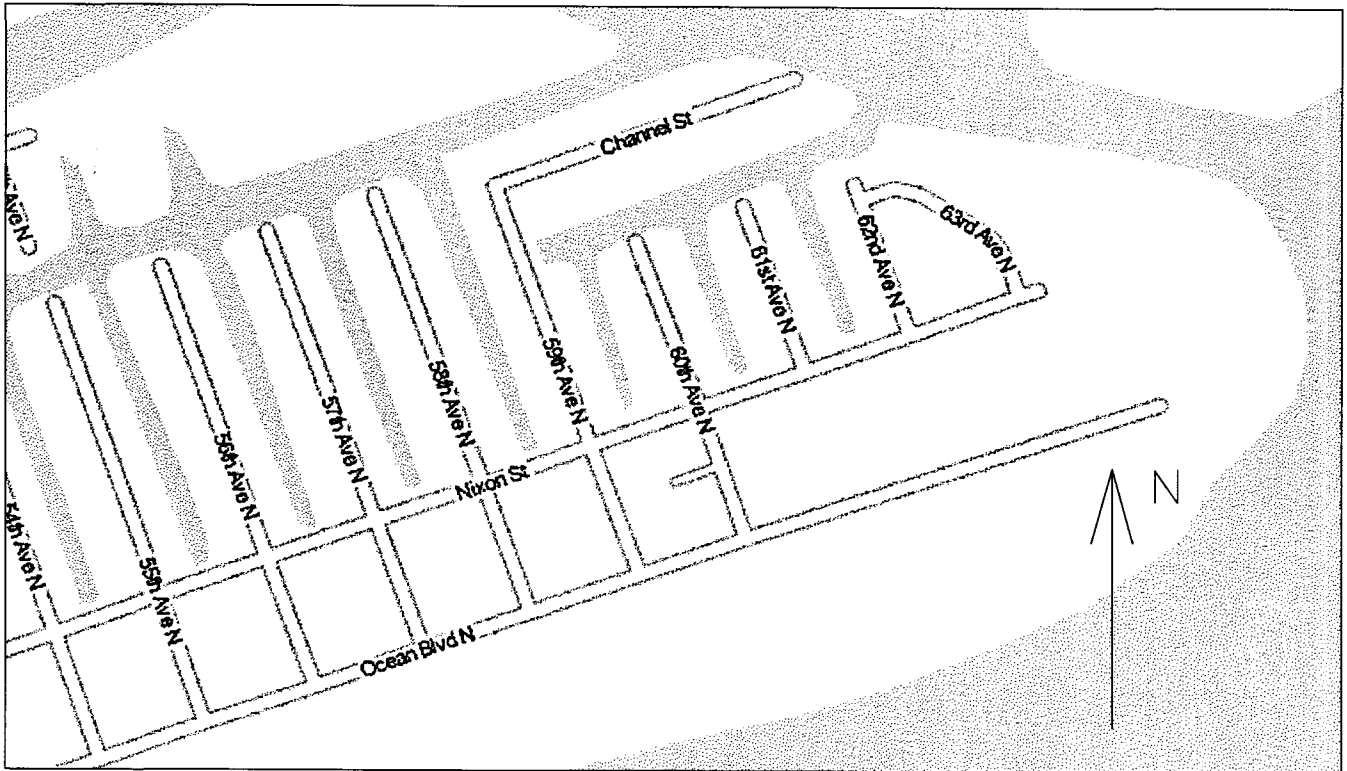 Channel St
Ave N
63rd Ave N
62nd Ave N
61st Ave N
60th Ave N
59th Ave N
58th Ave N
57th Ave N
56th Ave N
55th Ave N
54th Ave N
Nixon St
Ocean Blvd N
N